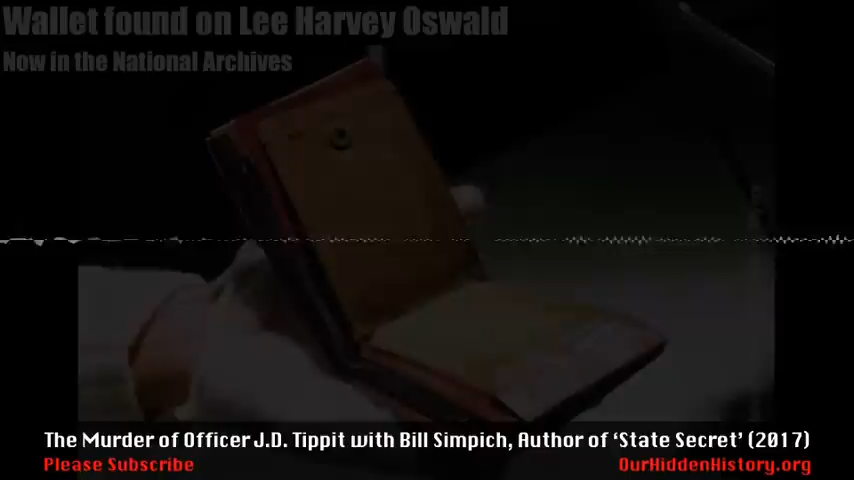 Wallet found on Lee Harvey Oswald
Now in the National Archives
The Murder of Officer J.D. Tippit with Bill Simpich, Author of ‘State Secret’ (2017)
Please Subscribe
OurHiddenHistory.org